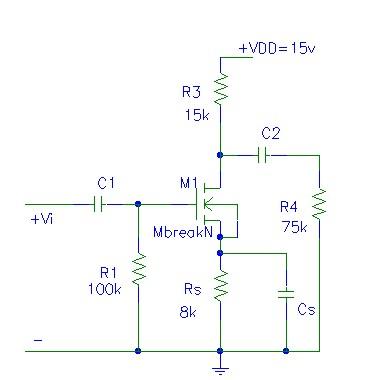 +VDD=15v
R3
15k
C2
C1
M1
R4
75k
+Vi
MbreakN
R1
100k
Rs
8k
Cs
-